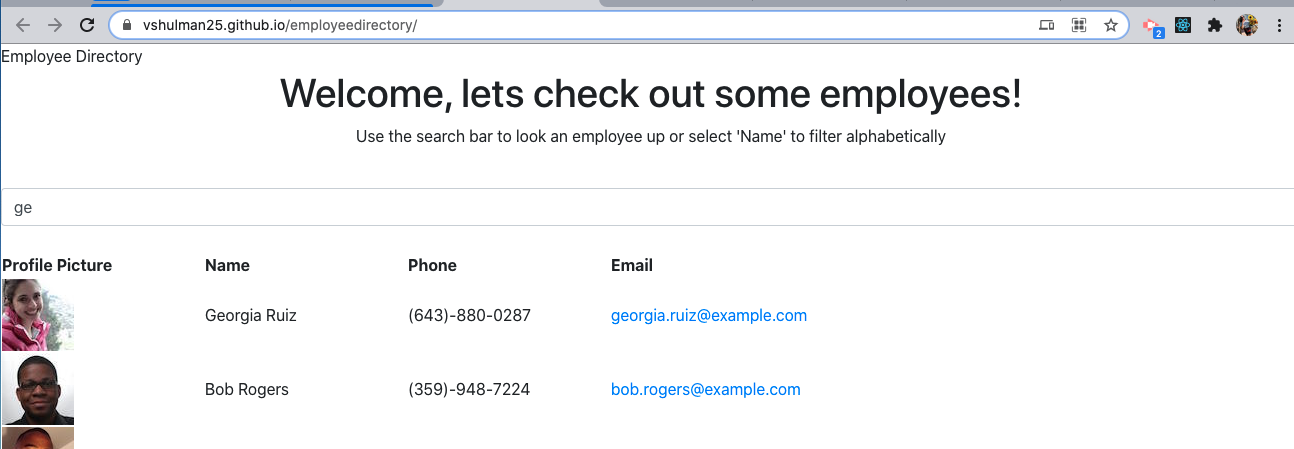 vshulman25.github.io/employeedirectory/
2
Employee Directory
Welcome, lets check out some employees!
Use the search bar to look an employee up or select 'Name' to filter alphabetically
ge
Profile Picture Name Phone Email
Georgia Ruiz (643)-880-0287 georgia.ruiz@example.com
Bob Rogers (359)-948-7224 bob.rogers@example.com